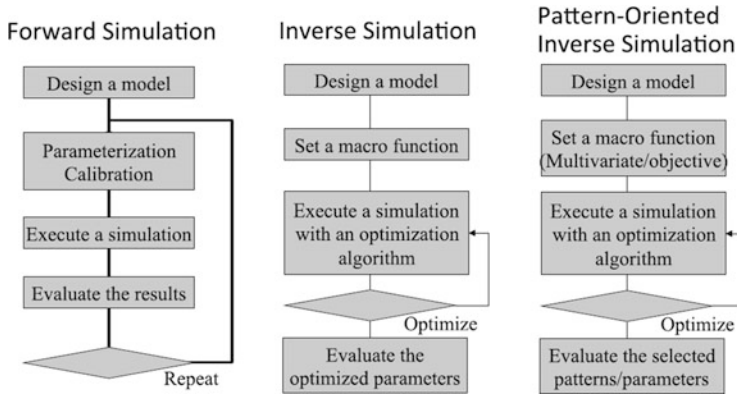 Forward Simulation
Design a model
Parameterization
Calibration
Execute a simulation
Evaluate the results
Repeat
Inverse Simulation
Design a model
Set a macro function
Execute a simulation
with an optimization
algorithm
Optimize
Evaluate the
optimized parameters
Pattern-Oriented
Inverse Simulation
Design a model
Set a macro function
(Multivariate/objective)
Execute a simulation
with an optimization
algorithm
Optimize
Evaluate the selected
patterns/parameters